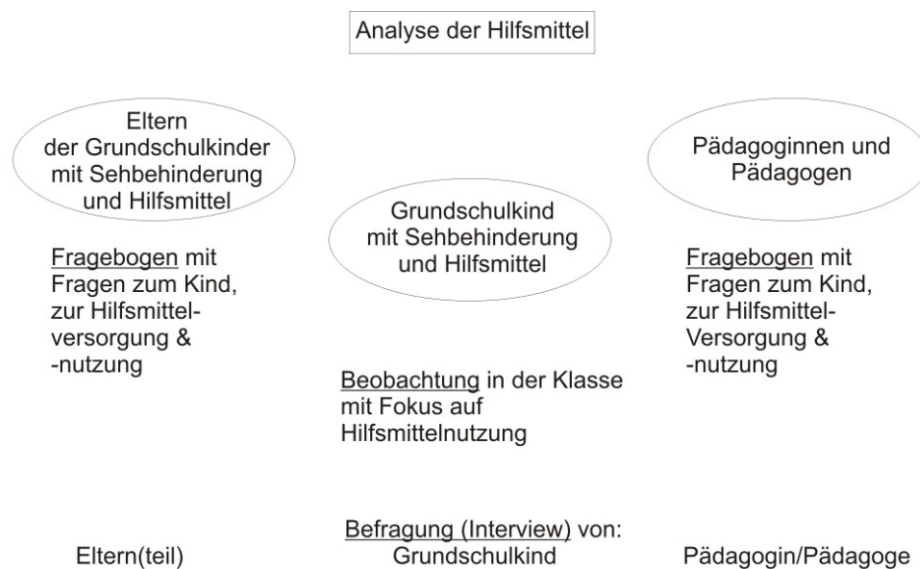 Analyse der Hilfsmittel
Eltern
der Grundschulkinder
mit Sehbehinderung
und Hilfsmittel
Pädagoginnen und
Pädagogen
Grundschulkind
mit Sehbehinderung
und Hilfsmittel
Fragebogen mit
Fragen zum Kind,
zur Hilfsmittel-
versorgung &
-nutzung
Fragebogen mit
Fragen zum Kind,
zur Hilfsmittel-
Versorgung &
-nutzung
Beobachtung in der Klasse
mit Fokus auf
Hilfsmittelnutzung
Befragung (Interview) von:
Eltern(teil)
Grundschulkind
Pädagogin/Pädagoge